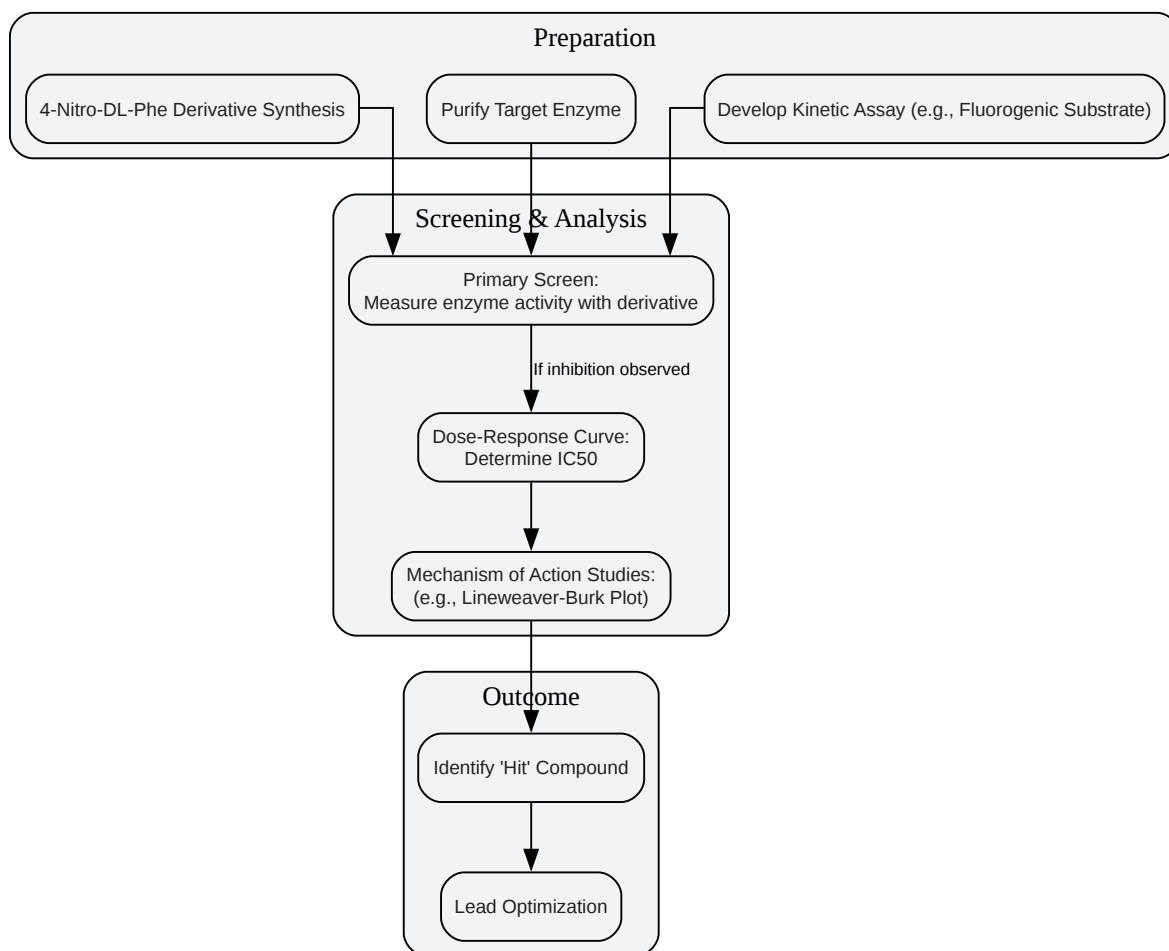 Preparation
4-Nitro-DL-Phe Derivative Synthesis
Purify Target Enzyme
Develop Kinetic Assay (e.g., Fluorogenic Substrate)
Screening & Analysis
Primary Screen:
Measure enzyme activity with derivative
If inhibition observed
Dose-Response Curve:
Determine IC50
Mechanism of Action Studies:
(e.g., Lineweaver-Burk Plot)
Outcome
Identify 'Hit' Compound
Lead Optimization